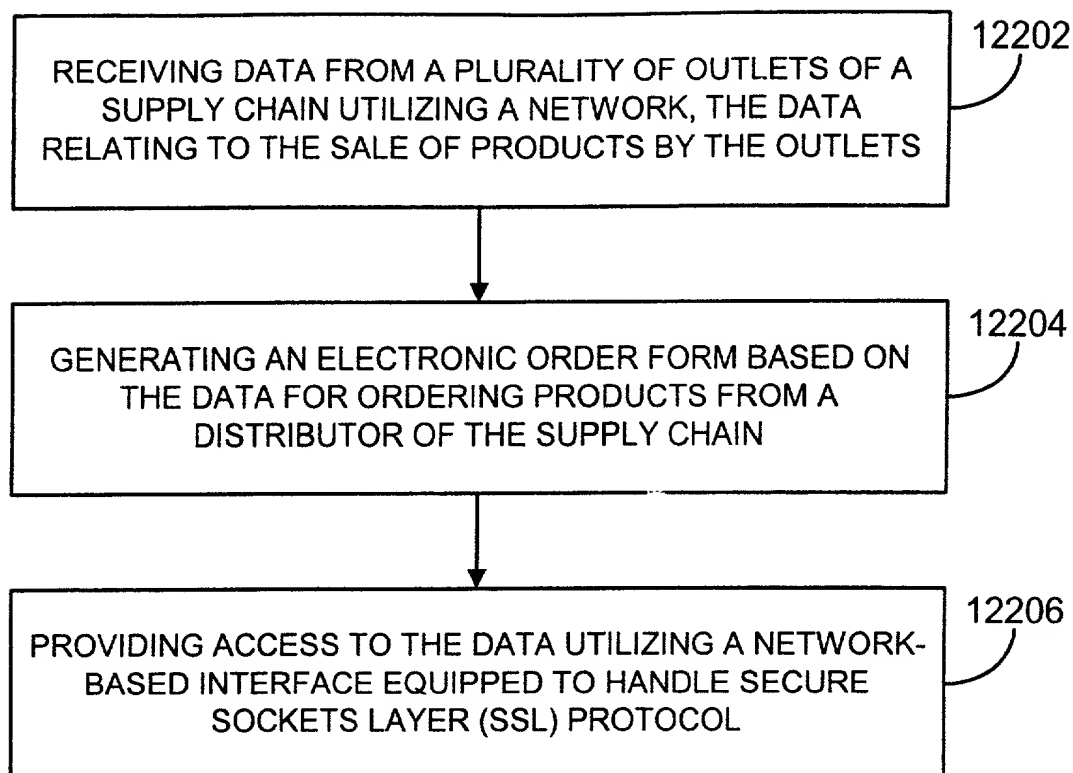 12202
RECEIVING DATA FROM A PLURALITY OF OUTLETS OF A
SUPPLY CHAIN UTILIZING A NETWORK, THE DATA
RELATING TO THE SALE OF PRODUCTS BY THE OUTLETS
12204
GENERATING AN ELECTRONIC ORDER FORM BASED ON
THE DATA FOR ORDERING PRODUCTS FROM A
DISTRIBUTOR OF THE SUPPLY CHAIN
12206
PROVIDING ACCESS TO THE DATA UTILIZING A NETWORK-
BASED INTERFACE EQUIPPED TO HANDLE SECURE
SOCKETS LAYER (SSL) PROTOCOL